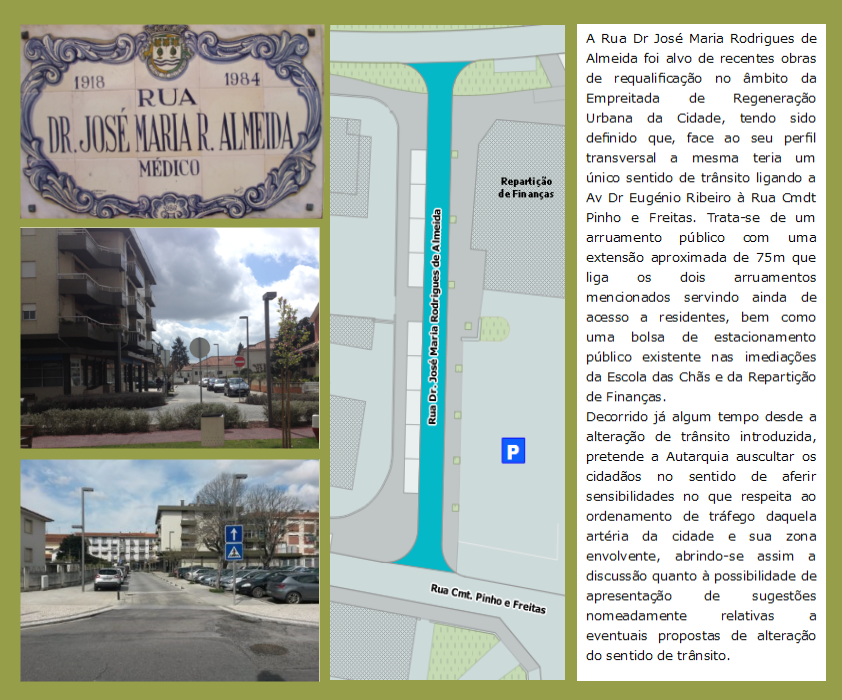 1918 1984
RUA
DR. JOSÉ MARIA R. ALMEIDA
MÉDICO
Rua Dr. José Maria Rodrigues de Almeida
Repartição
de Finanças
P
Rua Cmt. Pinho e Freitas
A Rua Dr José Maria Rodrigues de
Almeida foi alvo de recentes obras
de requalificação no âmbito da
Empreitada de Regeneração
Urbana da Cidade, tendo sido
definido que, face ao seu perfil
transversal a mesma teria um
único sentido de trânsito ligando a
Av Dr Eugénio Ribeiro à Rua Cmdt
Pinho e Freitas. Trata-se de um
arruamento público com uma
extensão aproximada de 75m que
liga os dois arruamentos
mencionados servindo ainda de
acesso a residentes, bem como
uma bolsa de estacionamento
público existente nas imediações
da Escola das Chãs e da Repartição
de Finanças.
Decorrido já algum tempo desde a
alteração de trânsito introduzida,
pretende a Autarquia auscultar os
cidadãos no sentido de aferir
sensibilidades no que respeita ao
ordenamento de tráfego daquela
artéria da cidade e sua zona
envolvente, abrindo-se assim a
discussão quanto à possibilidade de
apresentação de sugestões
nomeadamente relativas a
eventuais propostas de alteração
do sentido de trânsito.